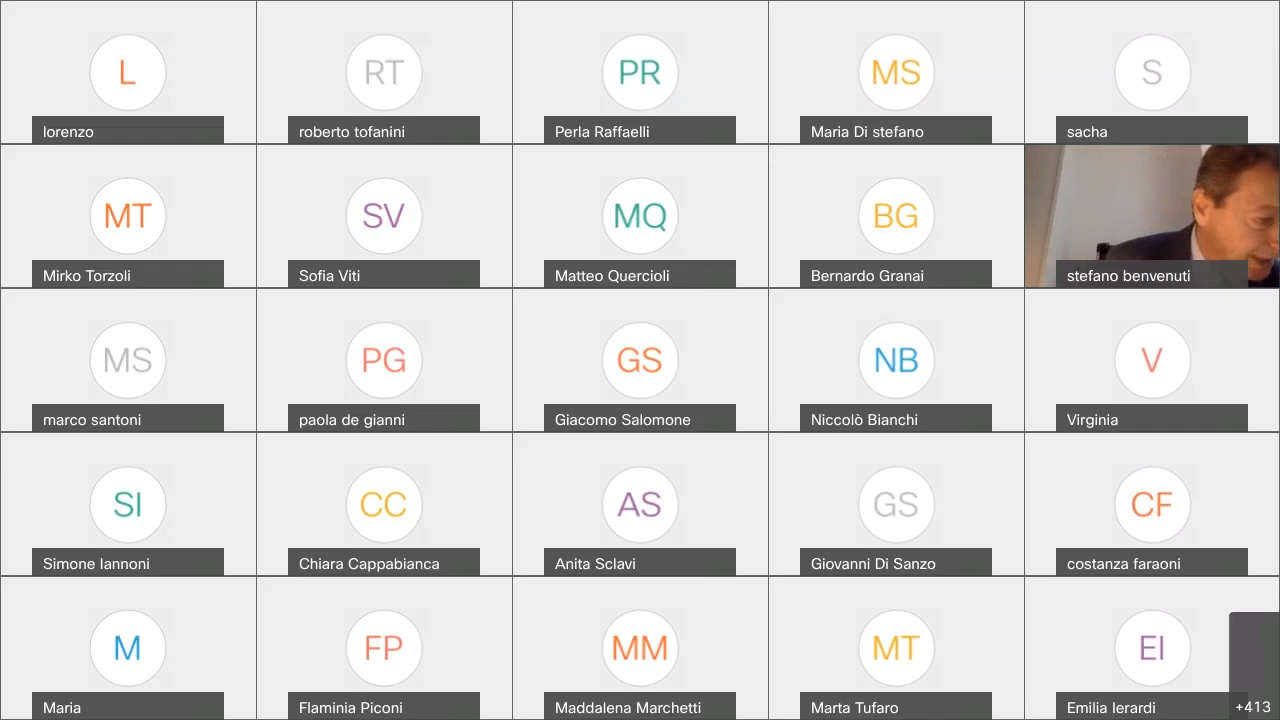 L
RT
PR
MS
S
lorenzo
roberto tofanini
Perla Raffaelli
Maria Di stefano
sacha
MT
SV
MQ
BG
Mirko Torzoli
Sofia Viti
Matteo Quercioli
Bernardo Granai
stefano benvenuti
MS
PG
GS
NB
V
marco santoni
paola de gianni
Giacomo Salomone
Niccolò Bianchi
Virginia
SI
CC
AS
GS
CF
Simone Iannoni
Chiara Cappabianca
Anita Sclavi
Giovanni Di Sanzo
costanza faraoni
M
FP
MM
MT
EI
Maria
Flaminia Piconi
Maddalena Marchetti
Marta Tufaro
Emilia Ierardi
+413